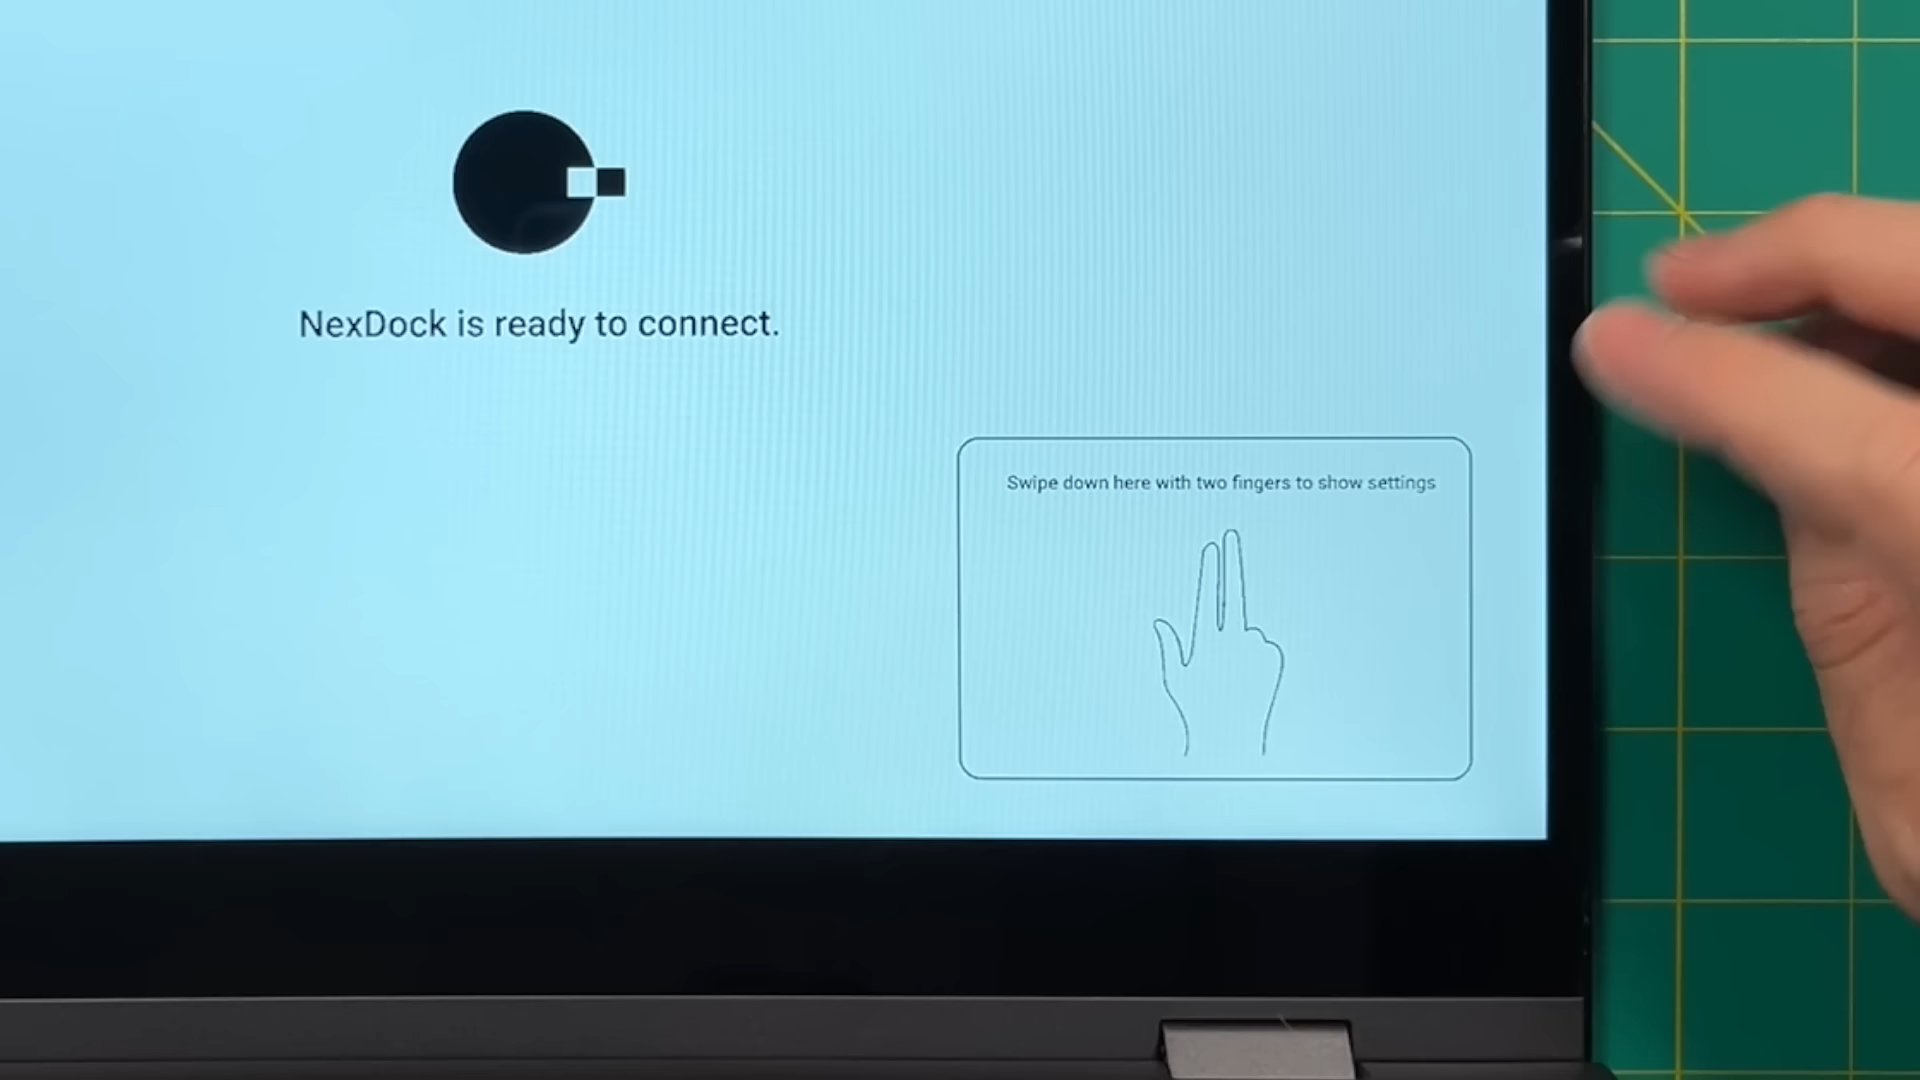 NexDock is ready to connect.
Swipe down here with two fingers to show settings